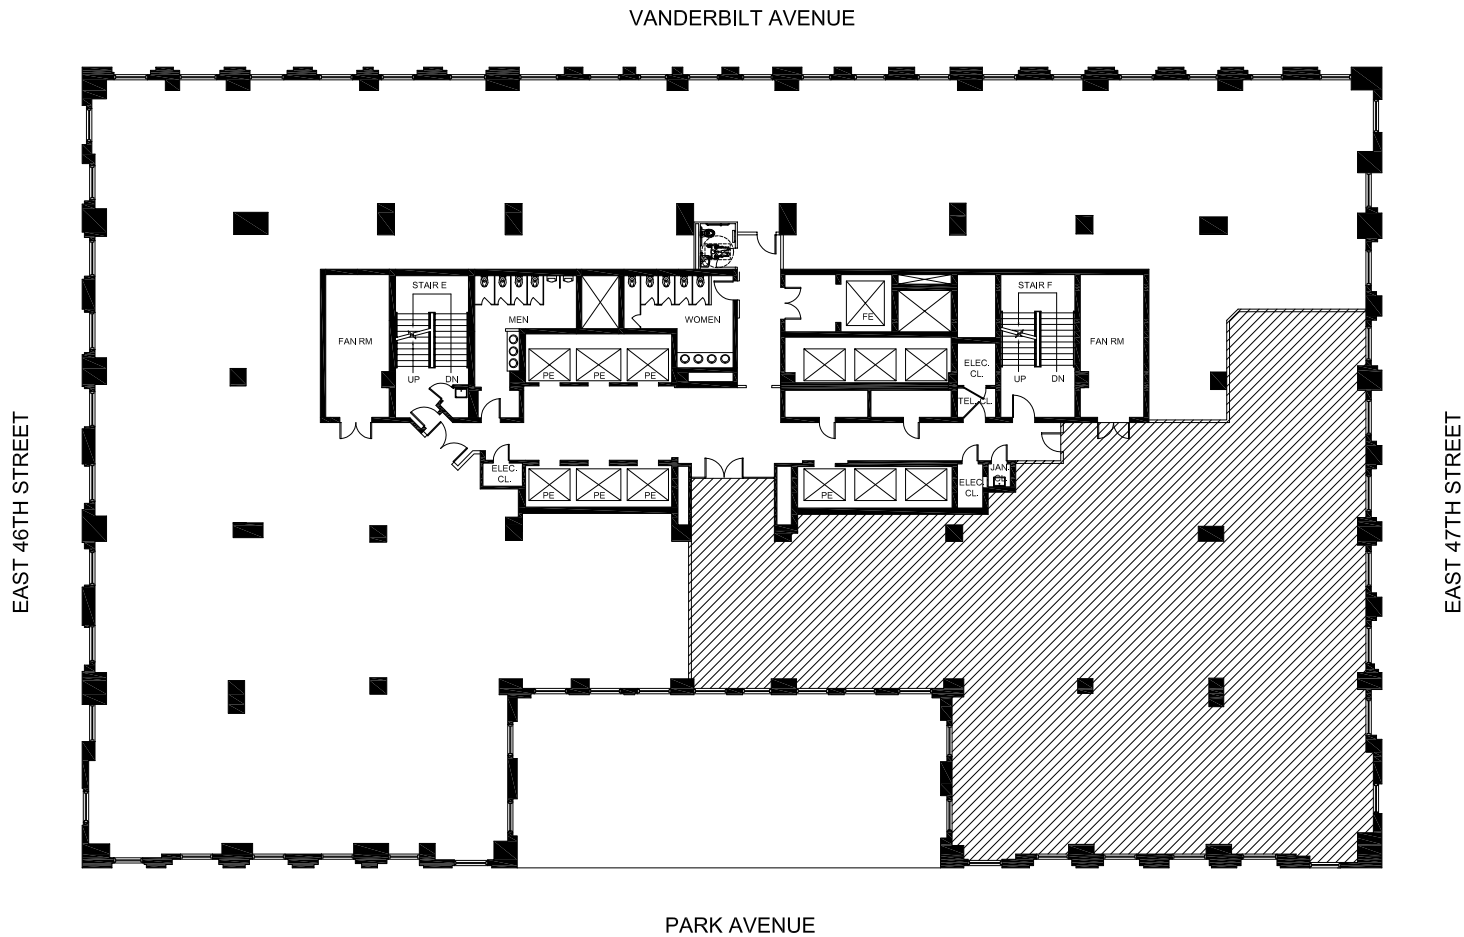 VANDERBILT AVENUE
STAIR E
STAIR F
MEN
WOMEN
FE
FAN RM
FAN RM
ELEC.
CL.
PE
PE
PE
UP
DN
UP
DN
TEL. CL.
EAST 46TH STREET
EAST 47TH STREET
ELEC.
CL.
JAN.
CL.
ELEC.
CL.
PE
PE
PE
PE
PARK AVENUE